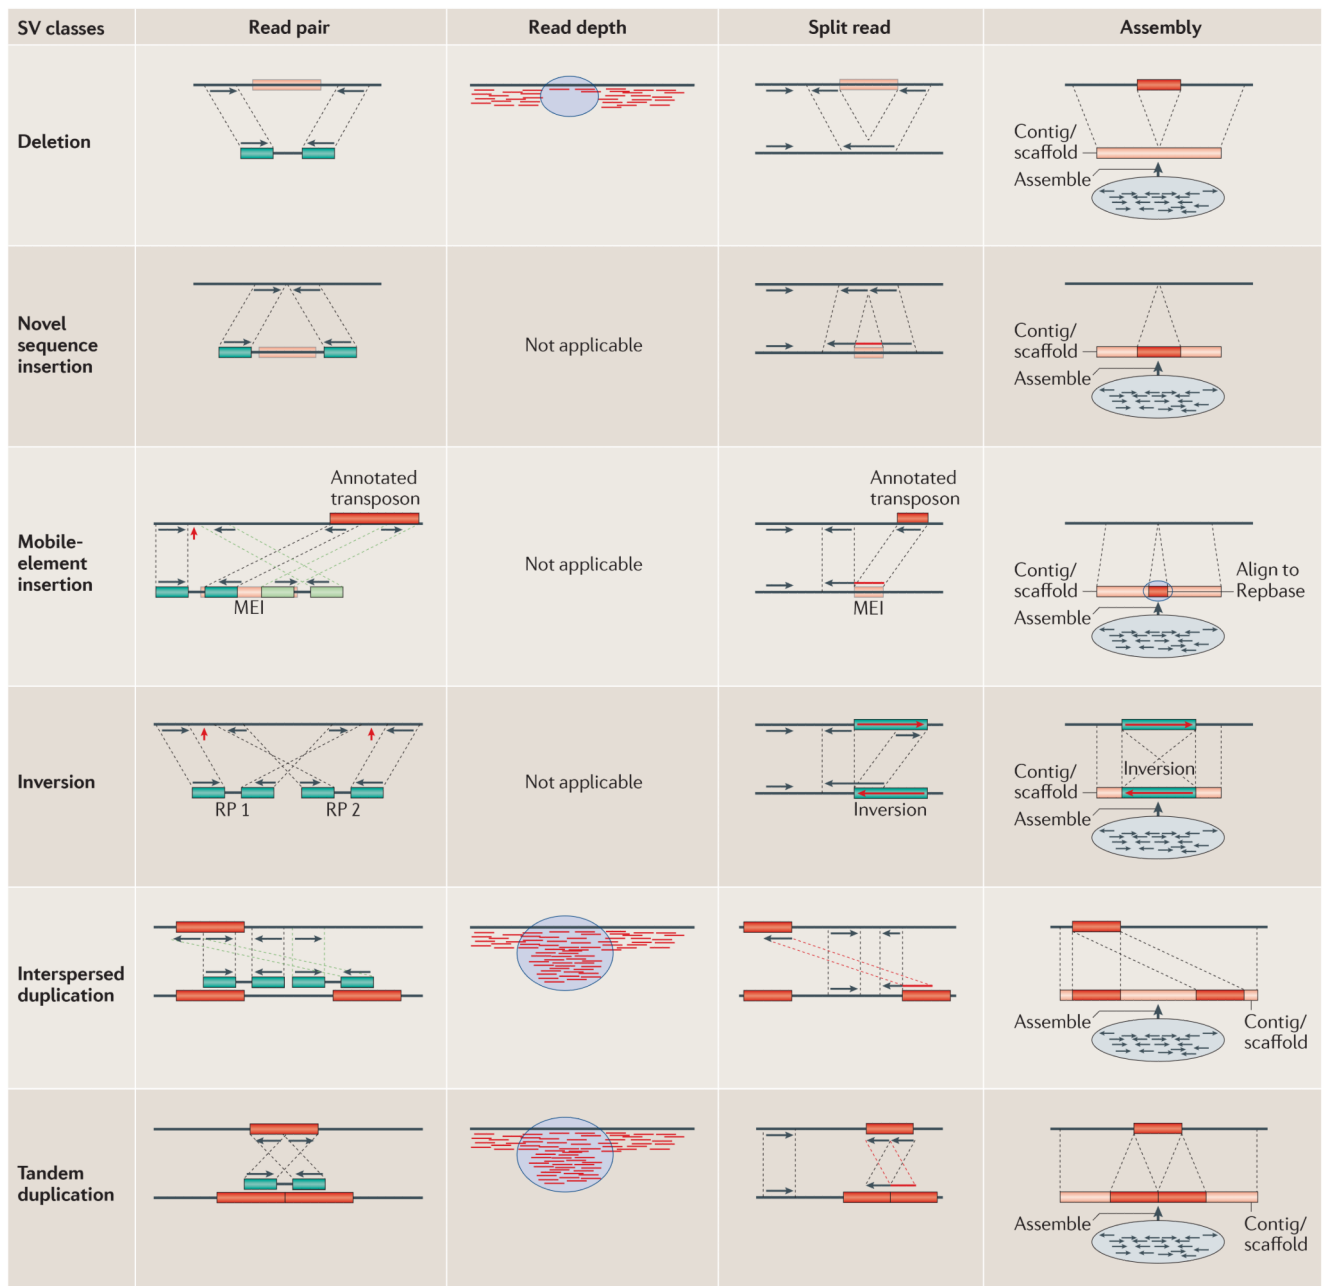 SV classes
Read pair
Read depth
Split read
Assembly
Deletion
Contig/
scaffold
Assemble
Novel
sequence
insertion
Not applicable
Contig/
scaffold
Assemble
Mobile-
element
insertion
Annotated
transposon
MEI
Not applicable
Annotated
transposon
MEI
Contig/
scaffold
Assemble
Align to
Repbase
Inversion
RP 1
RP 2
Not applicable
Inversion
Contig/
scaffold
Inversion
Assemble
Interspersed
duplication
Assemble
Contig/
scaffold
Tandem
duplication
Assemble
Contig/
scaffold